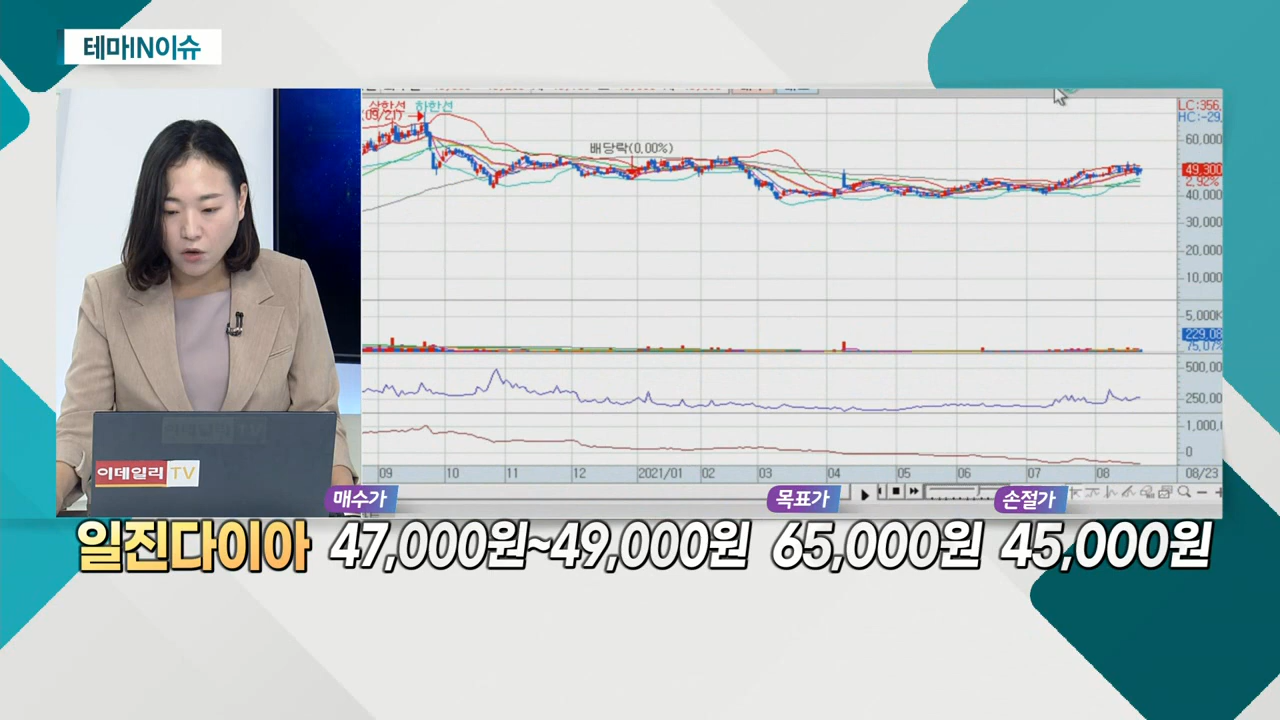 테마IN이슈
상한선 하한선
(09/21)
배당락(0.00%)
LC:356.
HC:-29.
60,000
49,300
2.92%
40,000
30,000
20,000
10,000
5,000K
229.08
75.07%
500,00
250,00
1,000,
0
09 10 11 12 2021/01 02 03 04 05 06 07 08 08/23
이데일리 TV
매수가 목표가 손절가
일진다이아 47,000원~49,000원 65,000원 45,000원